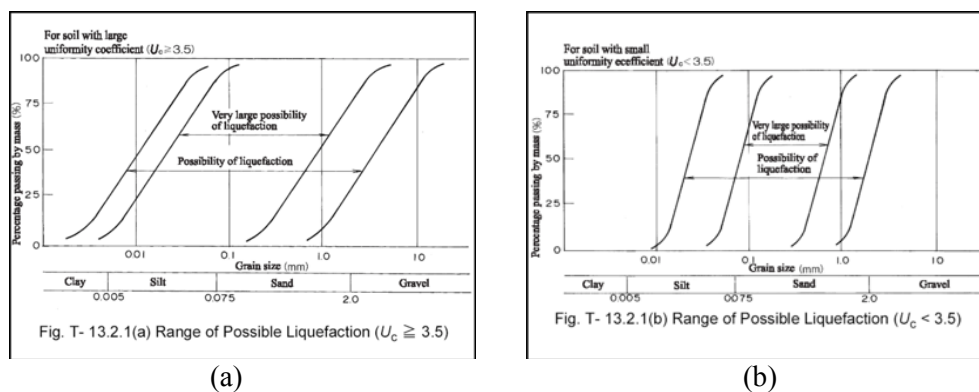 For soil with large
uniformity coefficient (Uc ≧ 3.5)
Percentage passing by mass (%)
100
75
50
25
0
Very large possibility
of liquefaction
Possibility of liquefaction
0.01
0.1
1.0
10
Grain size (mm)
Clay
Silt
Sand
Gravel
0.005
0.075
2.0
Fig. T- 13.2.1(a) Range of Possible Liquefaction (Uc ≧ 3.5)
(a)
For soil with small
uniformity ecefficient (Uc < 3.5)
Percentage passing by mass (%)
100
75
50
25
0
Very large possibility
of liquefaction
Possibility of
liquefaction
0.01
0.1
1.0
10
Grain size (mm)
Clay
Silt
Sand
Gravel
0.005
0075
2.0
Fig. T- 13.2.1(b) Range of Possible Liquefaction (Uc < 3.5)
(b)